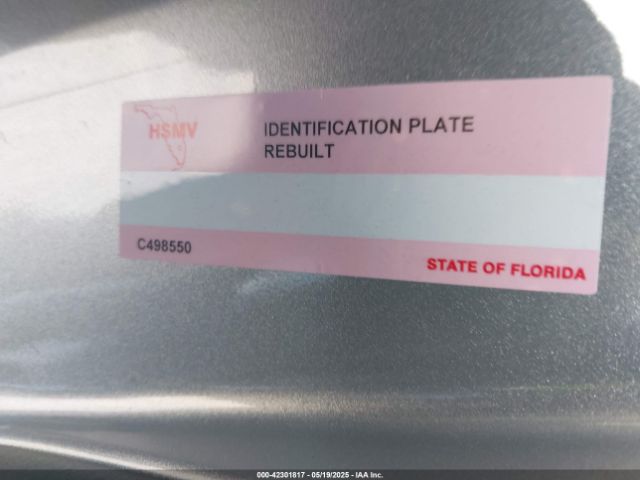 HSMV
IDENTIFICATION PLATE
REBUILT
C498550
STATE OF FLORIDA
000-42301817 - 05/19/2025 - IAA Inc.